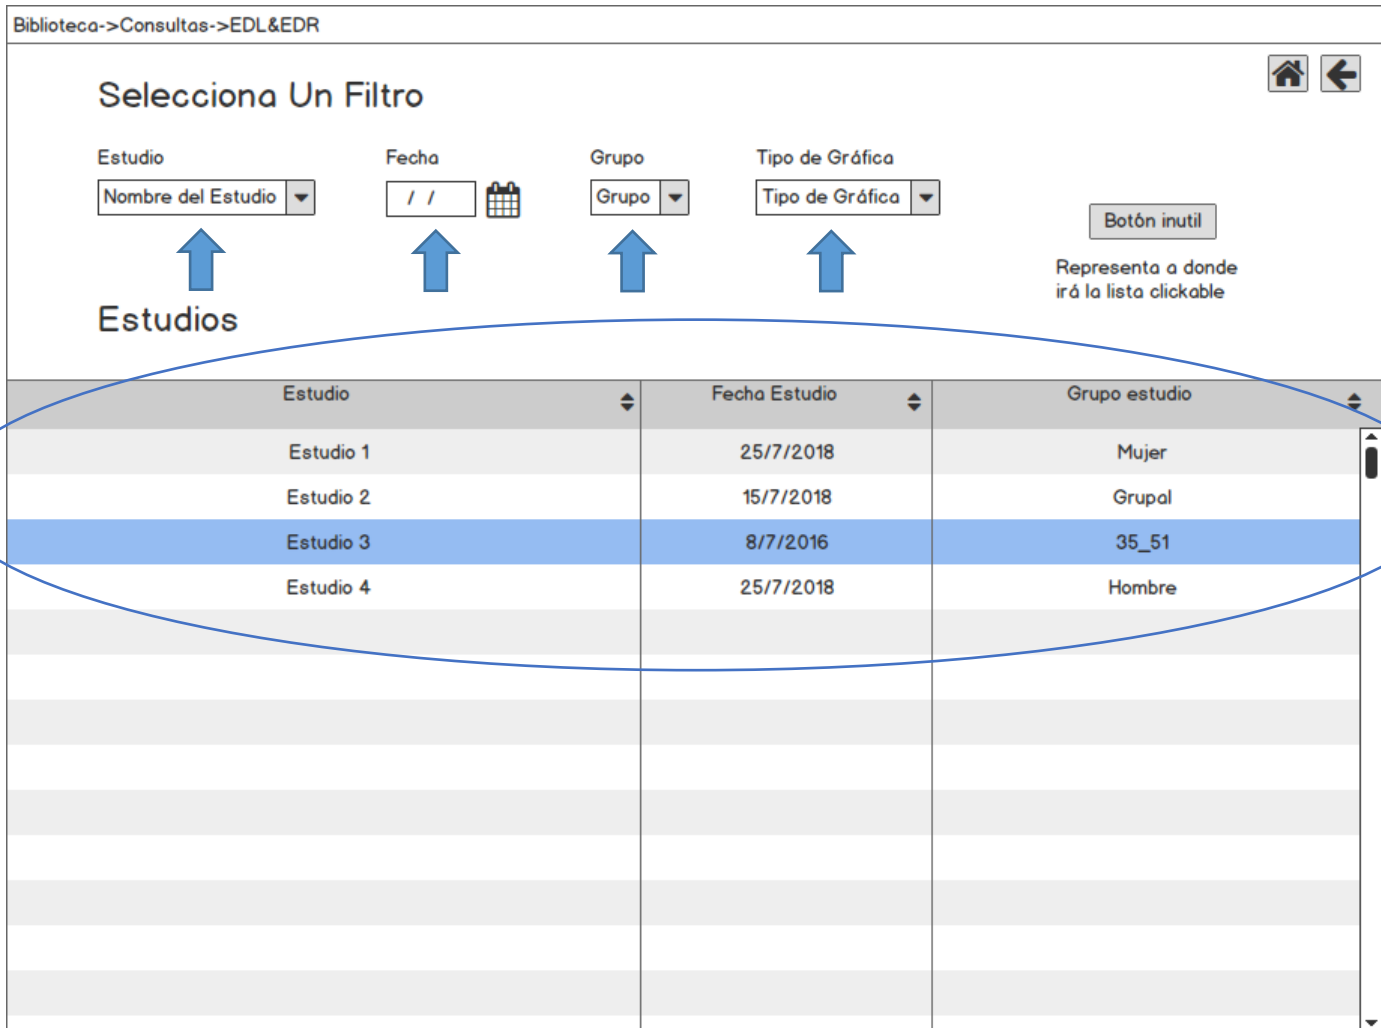 Biblioteca->Consultas->EDL&EDR
Selecciona Un Filtro
Estudio Fecha Grupo Tipo de Gráfica
Nombre del Estudio / / Grupo Tipo de Gráfica
Botón inutil
Representa a donde
irá la lista clickable
Estudios
Estudio Fecha Estudio Grupo estudio
Estudio 1 25/7/2018 Mujer
Estudio 2 15/7/2018 Grupal
Estudio 3 8/7/2016 35_51
Estudio 4 25/7/2018 Hombre